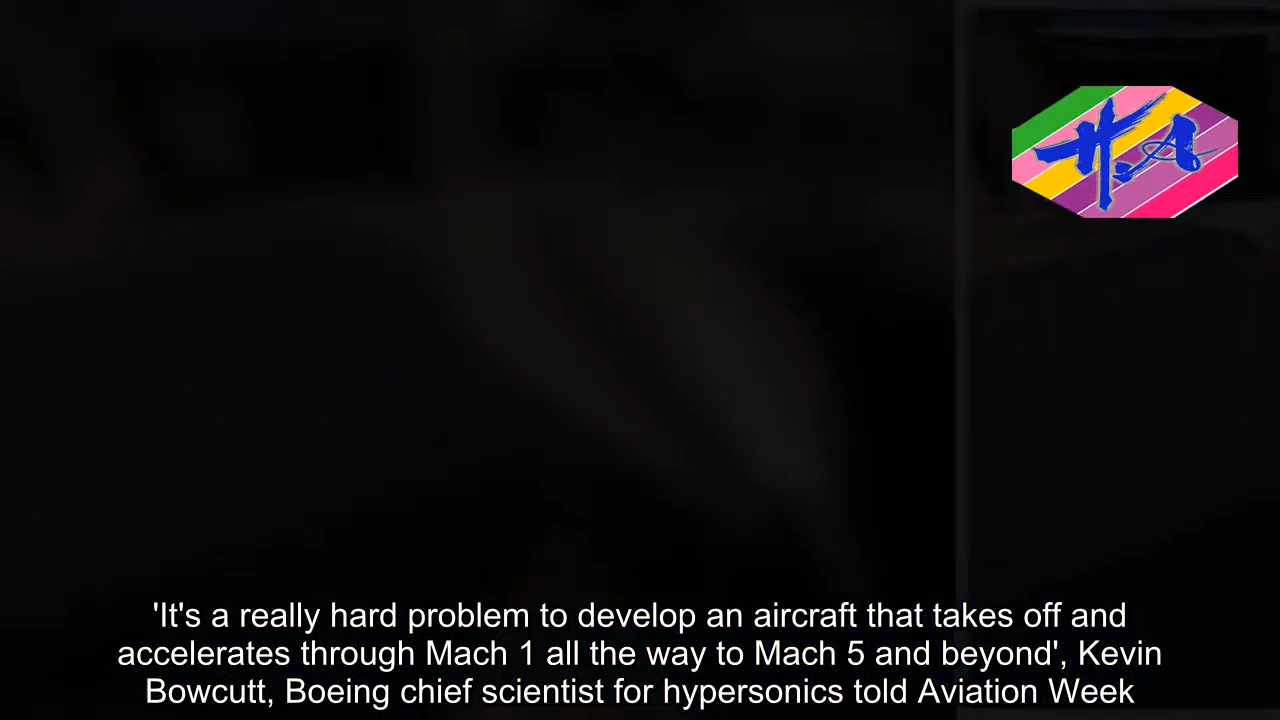 H.A
'It's a really hard problem to develop an aircraft that takes off and
accelerates through Mach 1 all the way to Mach 5 and beyond', Kevin
Bowcutt, Boeing chief scientist for hypersonics told Aviation Week